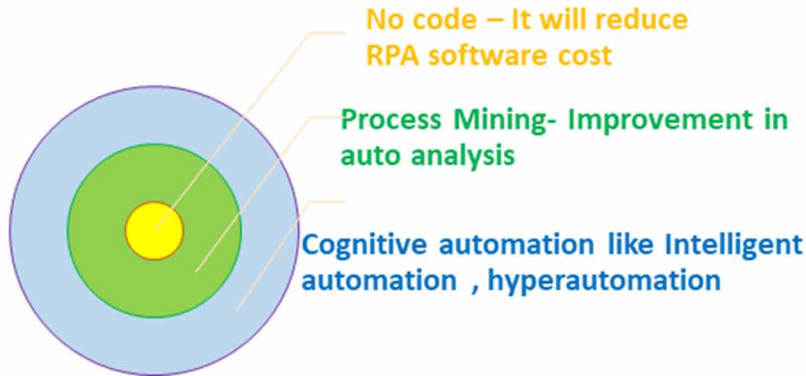 No code – It will reduce
RPA software cost
Process Mining- Improvement in
auto analysis
Cognitive automation like Intelligent
automation , hyperautomation